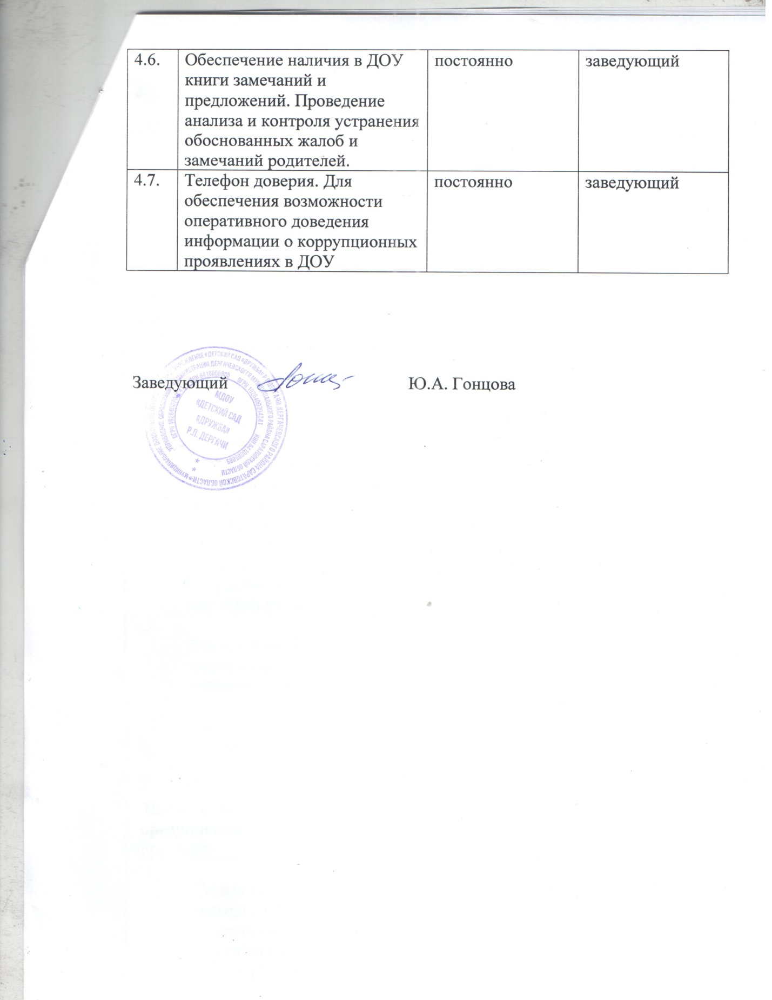 4.6. Обеспечение наличия в ДОУ постоянно заведующий
книги замечаний и
предложений. Проведение
анализа и контроля устранения
обоснованных жалоб и
замечаний родителей.
4.7. Телефон доверия. Для постоянно заведующий
обеспечения возможности
оперативного доведения
информации о коррупционных
проявлениях в ДОУ
Заведующий Ю.А. Гонцова
МДОУ
«ДЕТСКИЙ САД
«ДРУЖБА»
Р.П. ДЕРГАЧИ